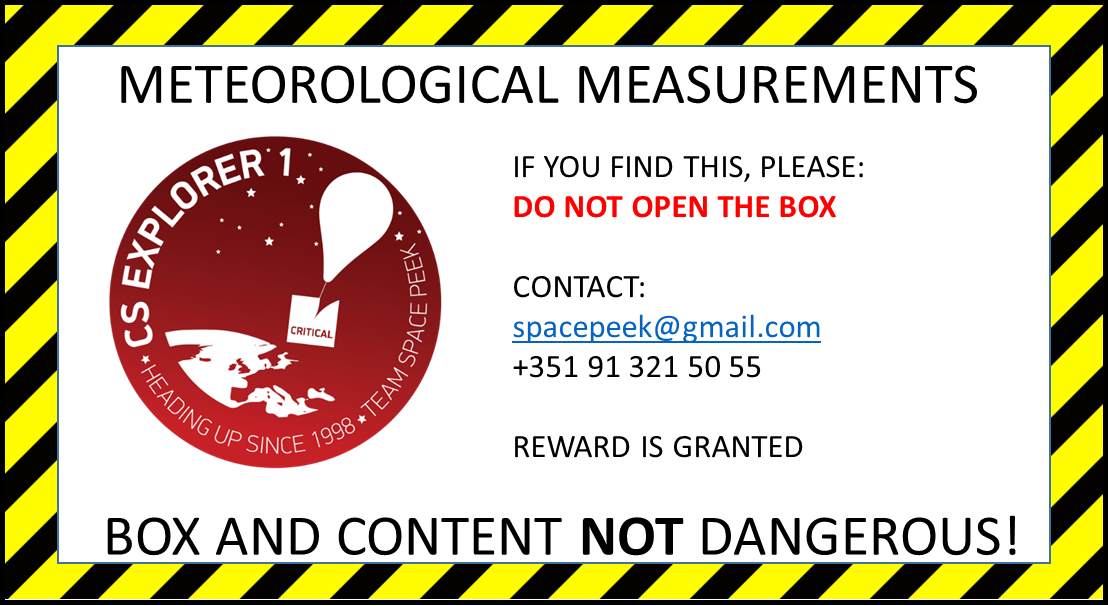 METEOROLOGICAL MEASUREMENTS
CS EXPLORER 1
CRITICAL
HEADING UP SINCE 1998 ★ TEAM SPACE PEEK
IF YOU FIND THIS, PLEASE:
DO NOT OPEN THE BOX
CONTACT:
spacepeek@gmail.com
+351 91 321 50 55
REWARD IS GRANTED
BOX AND CONTENT NOT DANGEROUS!